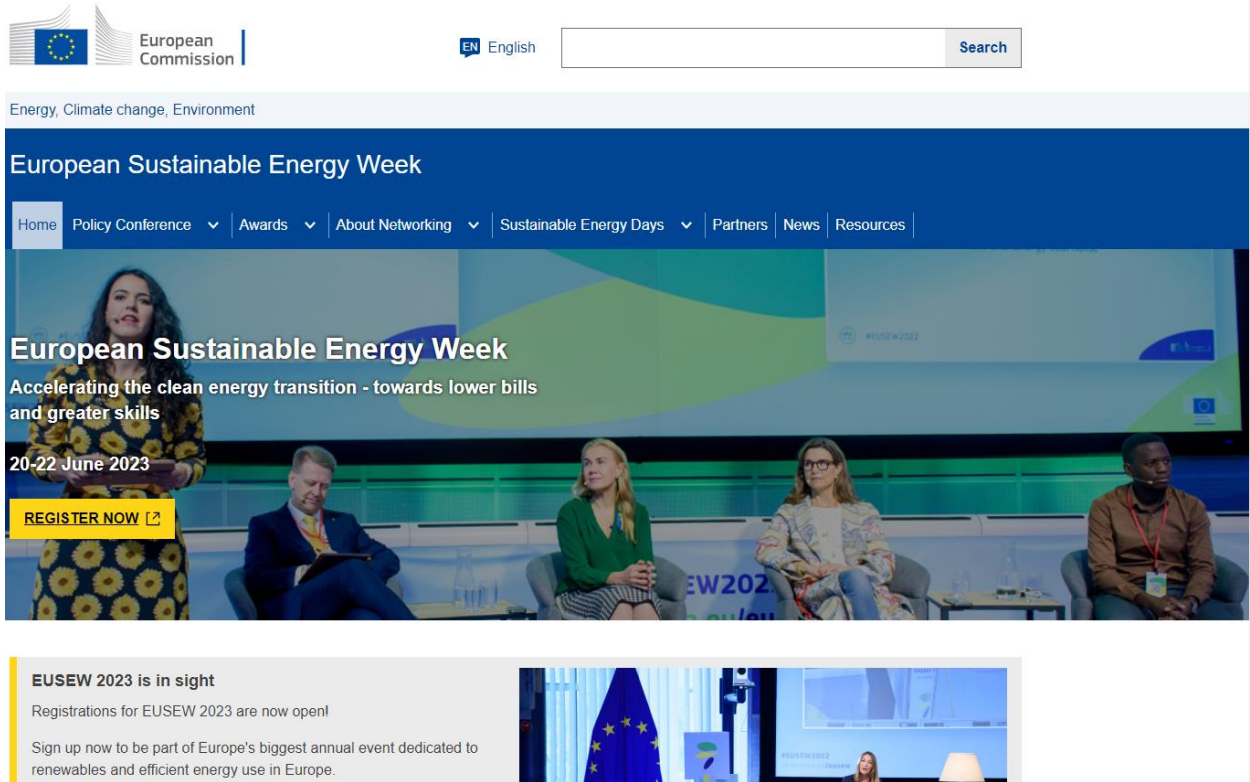 European
Commission
EN English
Search
Energy, Climate change, Environment
European Sustainable Energy Week
Home Policy Conference Awards About Networking Sustainable Energy Days Partners News Resources
#EUSEW2022
European Sustainable Energy Week
Accelerating the clean energy transition - towards lower bills
and greater skills
20-22 June 2023
REGISTER NOW
EW202
EUSEW 2023 is in sight
Registrations for EUSEW 2023 are now open!
#EUSEW2022
Sign up now to be part of Europe's biggest annual event dedicated to
renewables and efficient energy use in Europe.